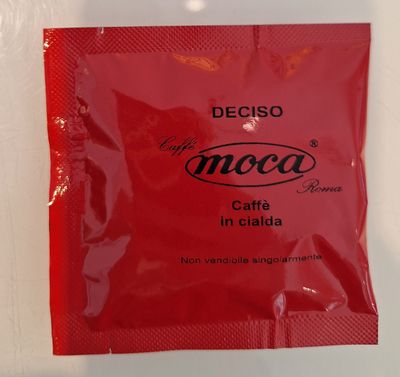 DECISO
Caffè
moca®
Roma
Caffè
in cialda
Non vendibile singolarmente